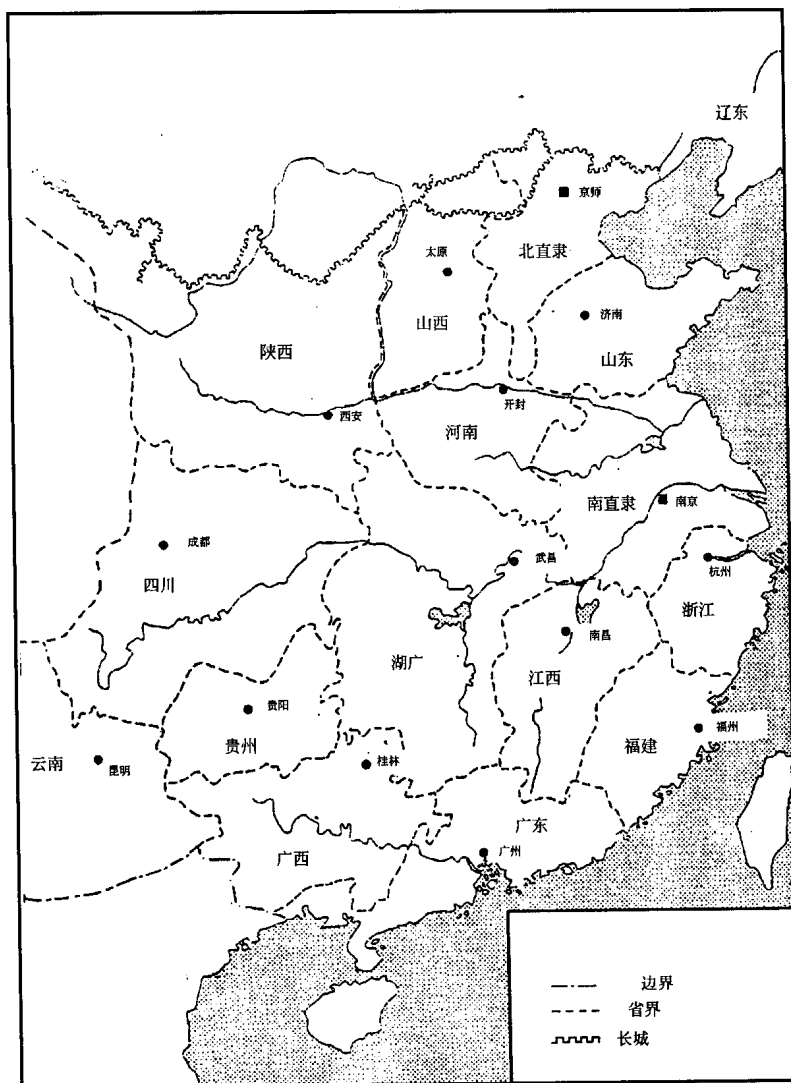 辽东
京师
太原
北直隶
济南
山西
陕西
山东
开封
西安
河南
南直隶
南京
成都
武昌
杭州
四川
浙江
南昌
湖广
江西
贵阳
福州
贵州
福建
云南
桂林
昆明
广东
广州
广西
边界
省界
长城